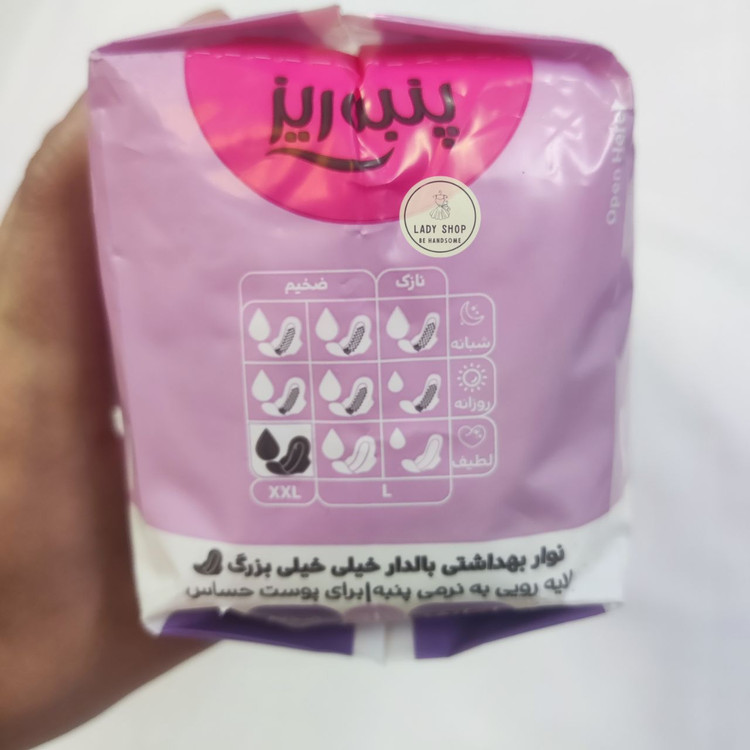 پنبه ریز
Open Here
LADY SHOP
BE HANDSOME
نازک ضخیم
شبانه
روزانه
لطیف
L XXL
نوار بهداشتی بالدار خیلی خیلی بزرگ
لایه رویی به نرمی پنبه|برای پوست حساس